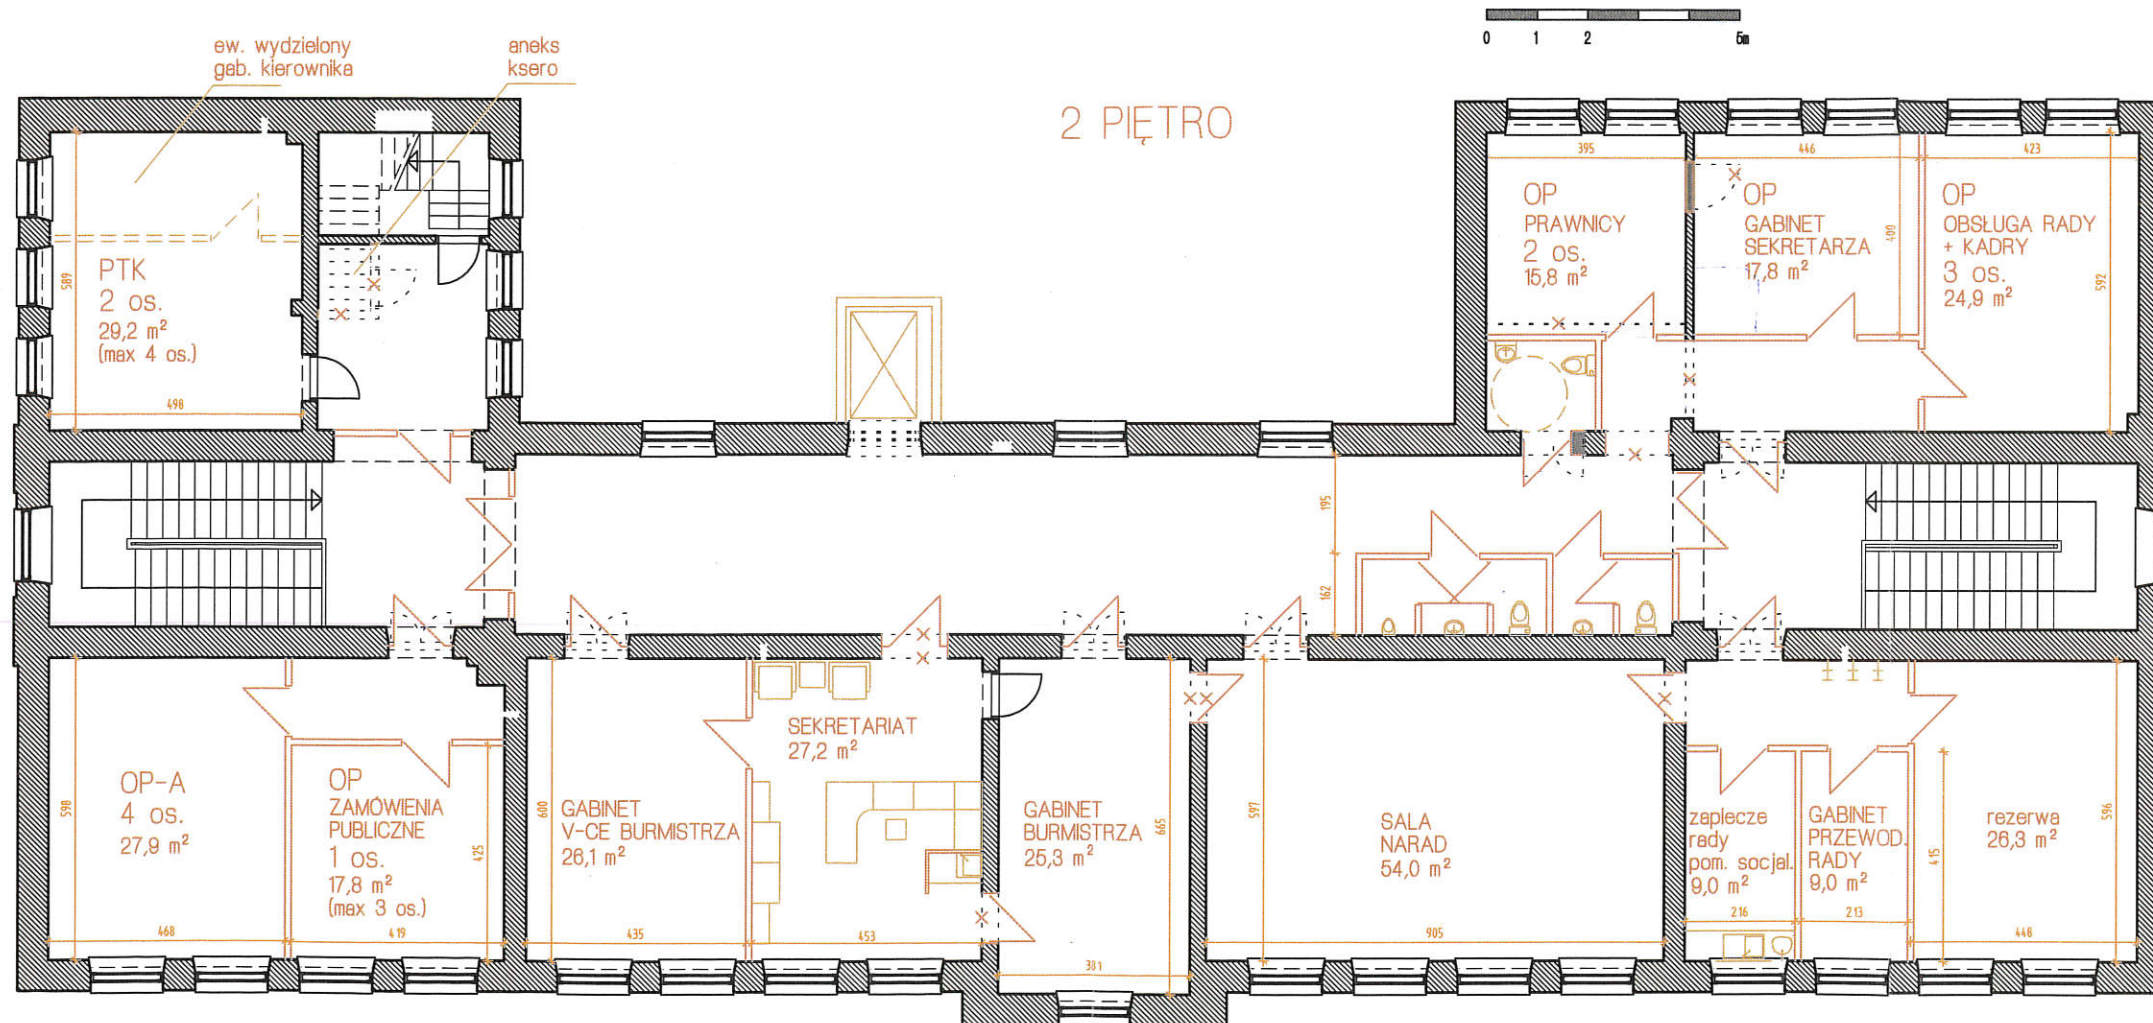 0 1 2 5m
ew. wydzielony
gab. kierownika
aneks
ksero
2 PIĘTRO
395
446
423
OP
PRAWNICY
2 os.
15,8 m²
OP
GABINET
SEKRETARZA
17,8 m²
400
OP
OBSŁUGA RADY
+ KADRY
3 os.
24,9 m²
592
PTK
2 os.
29,2 m²
(max 4 os.)
589
498
195
162
OP-A
4 os.
27,9 m²
598
468
OP
ZAMÓWIENIA
PUBLICZNE
1 os.
17,8 m²
(max 3 os.)
425
419
600
GABINET
V-CE BURMISTRZA
26,1 m²
435
SEKRETARIAT
27,2 m²
453
GABINET
BURMISTRZA
25,3 m²
665
381
597
SALA
NARAD
54,0 m²
905
zaplecze
rady
pom. socjal.
9,0 m²
216
GABINET
PRZEWOD.
RADY
9,0 m²
213
415
rezerwa
26,3 m²
596
448